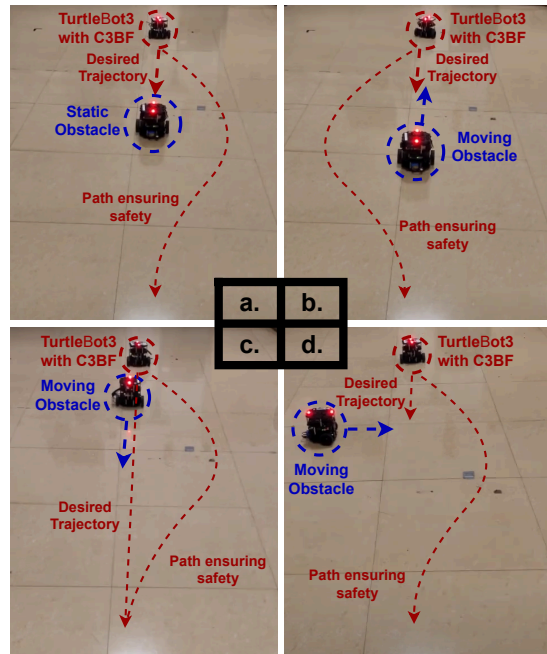 TurtleBot3
with C3BF
Desired
Trajectory
Static
Obstacle
Path ensuring
safety
TurtleBot3
with C3BF
Desired
Trajectory
Moving
Obstacle
Path ensuring
safety
a.
b.
c.
d.
TurtleBot3
with C3BF
Moving
Obstacle
Desired
Trajectory
Path ensuring
safety
TurtleBot3
with C3BF
Desired
Trajectory
Moving
Obstacle
Path ensuring
safety